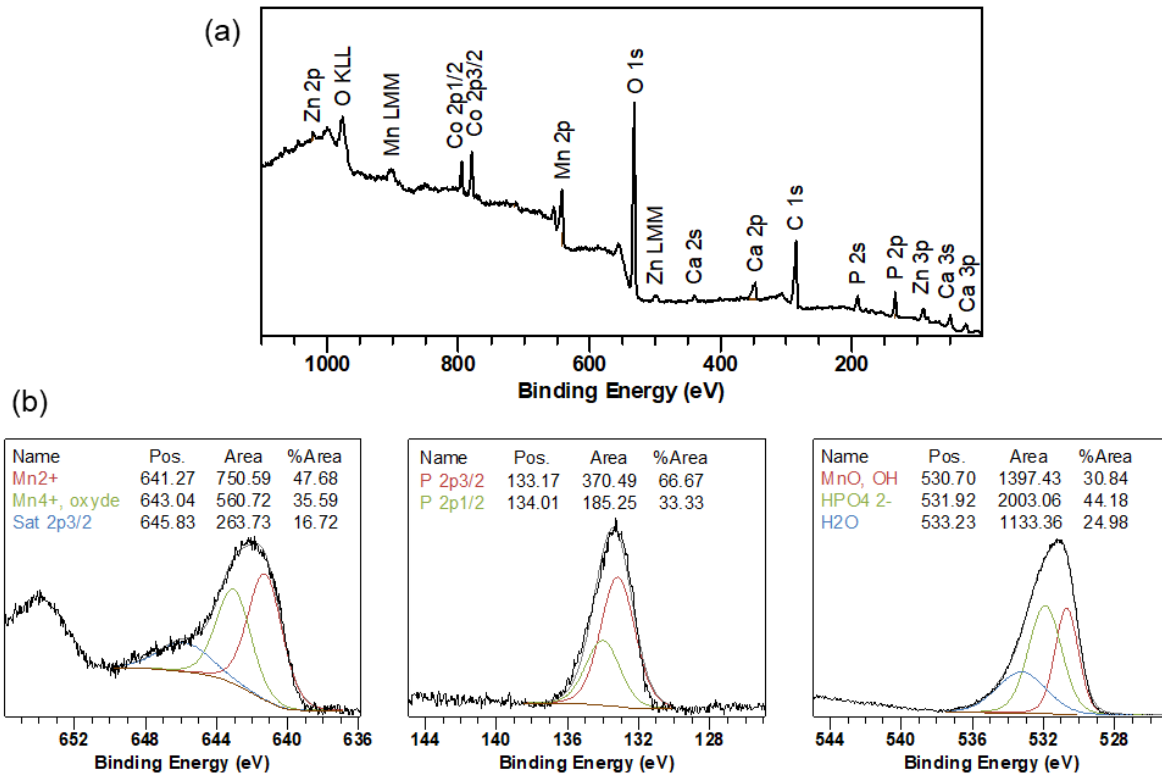 (a)
Zn 2p
O KLL
Mn LMM
Co 2p1/2
Co 2p3/2
Mn 2p
O 1s
Zn LMM
Ca 2s
Ca 2p
C 1s
P 2s
P 2p
Zn 3p
Ca 3s
Ca 3p
1000 800 600 400 200
Binding Energy (eV)
(b)
Name Pos. Area %Area
Mn2+ 641.27 750.59 47.68
Mn4+, oxyde 643.04 560.72 35.59
Sat 2p3/2 645.83 263.73 16.72
652 648 644 640 636
Binding Energy (eV)
Name Pos. Area %Area
P 2p3/2 133.17 370.49 66.67
P 2p1/2 134.01 185.25 33.33
144 140 136 132 128
Binding Energy (eV)
Name Pos. Area %Area
MnO, OH 530.70 1397.43 30.84
HPO4 2- 531.92 2003.06 44.18
H2O 533.23 1133.36 24.98
544 540 536 532 528
Binding Energy (eV)